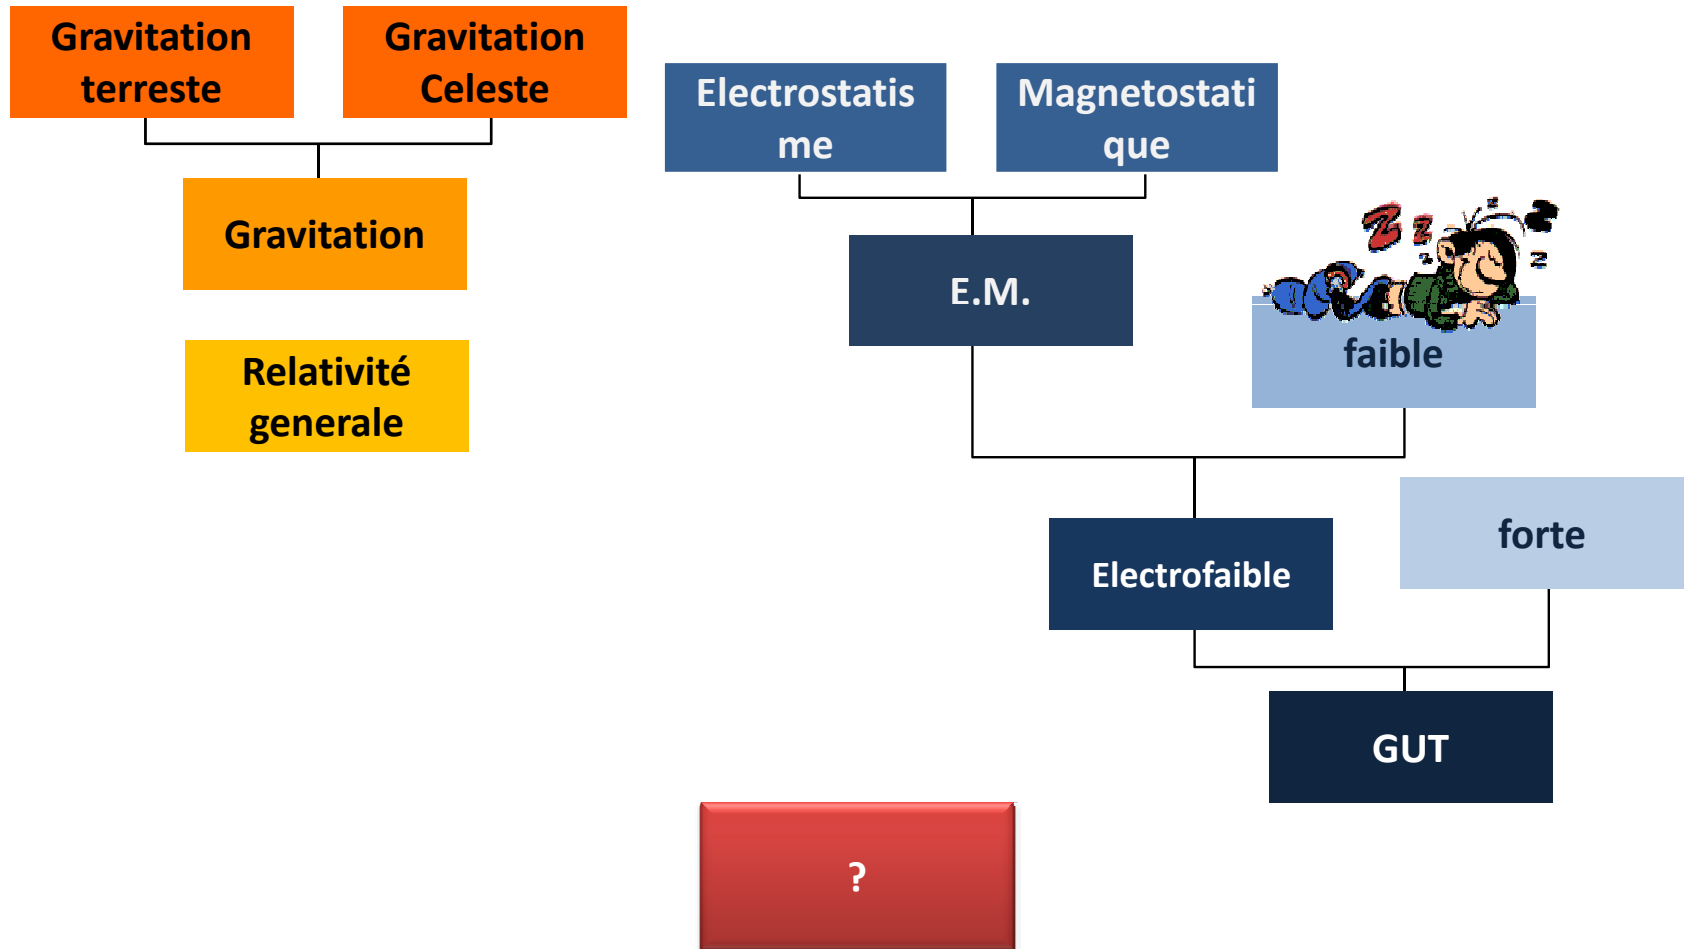 Gravitation
terreste
Gravitation
Celeste
Electrostatis
me
Magnetostati
que
Gravitation
E.M.
Z Z z z Z z
faible
Relativité
generale
forte
Electrofaible
GUT
?